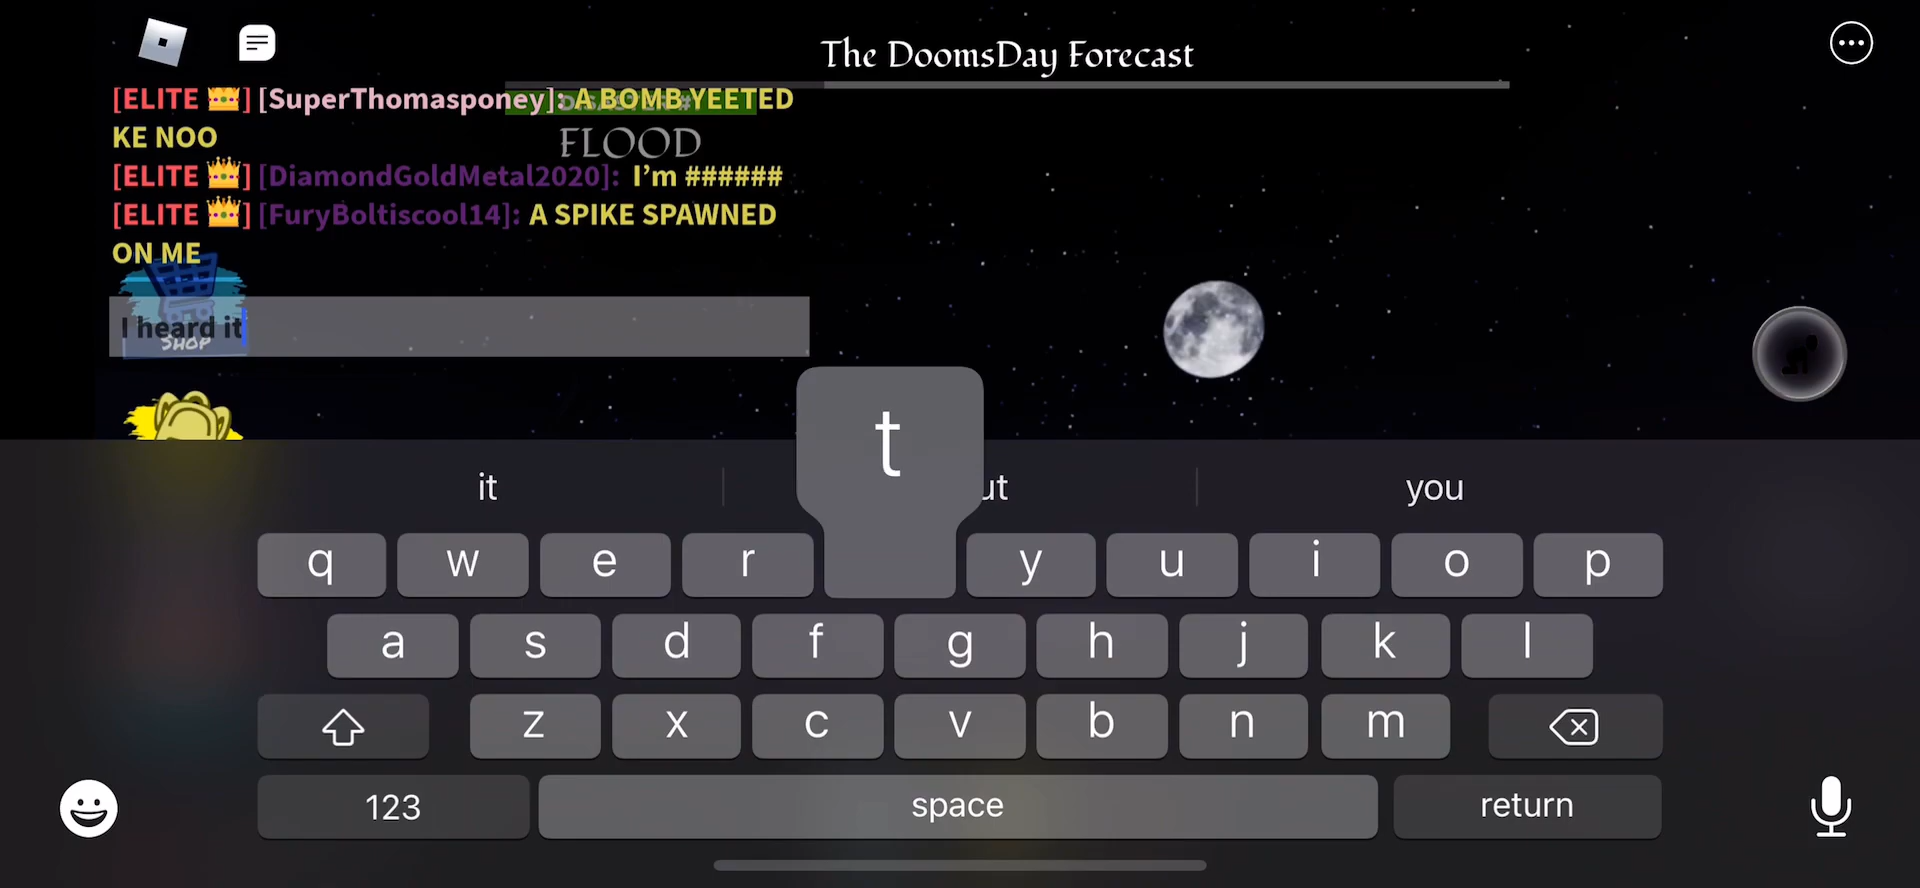 The DoomsDay Forecast
[ELITE 👑] [SuperThomasponey]: A BOMB YEETED
KE NOO
FLOOD
[ELITE 👑] [DiamondGoldMetal2020]: I'm ######
[ELITE 👑] [FuryBoltiscool14]: A SPIKE SPAWNED
ON ME
I heard it
SHOP
t
it
you
q w e r y u i o p
a s d f g h j k l
z x c v b n m
123 space return